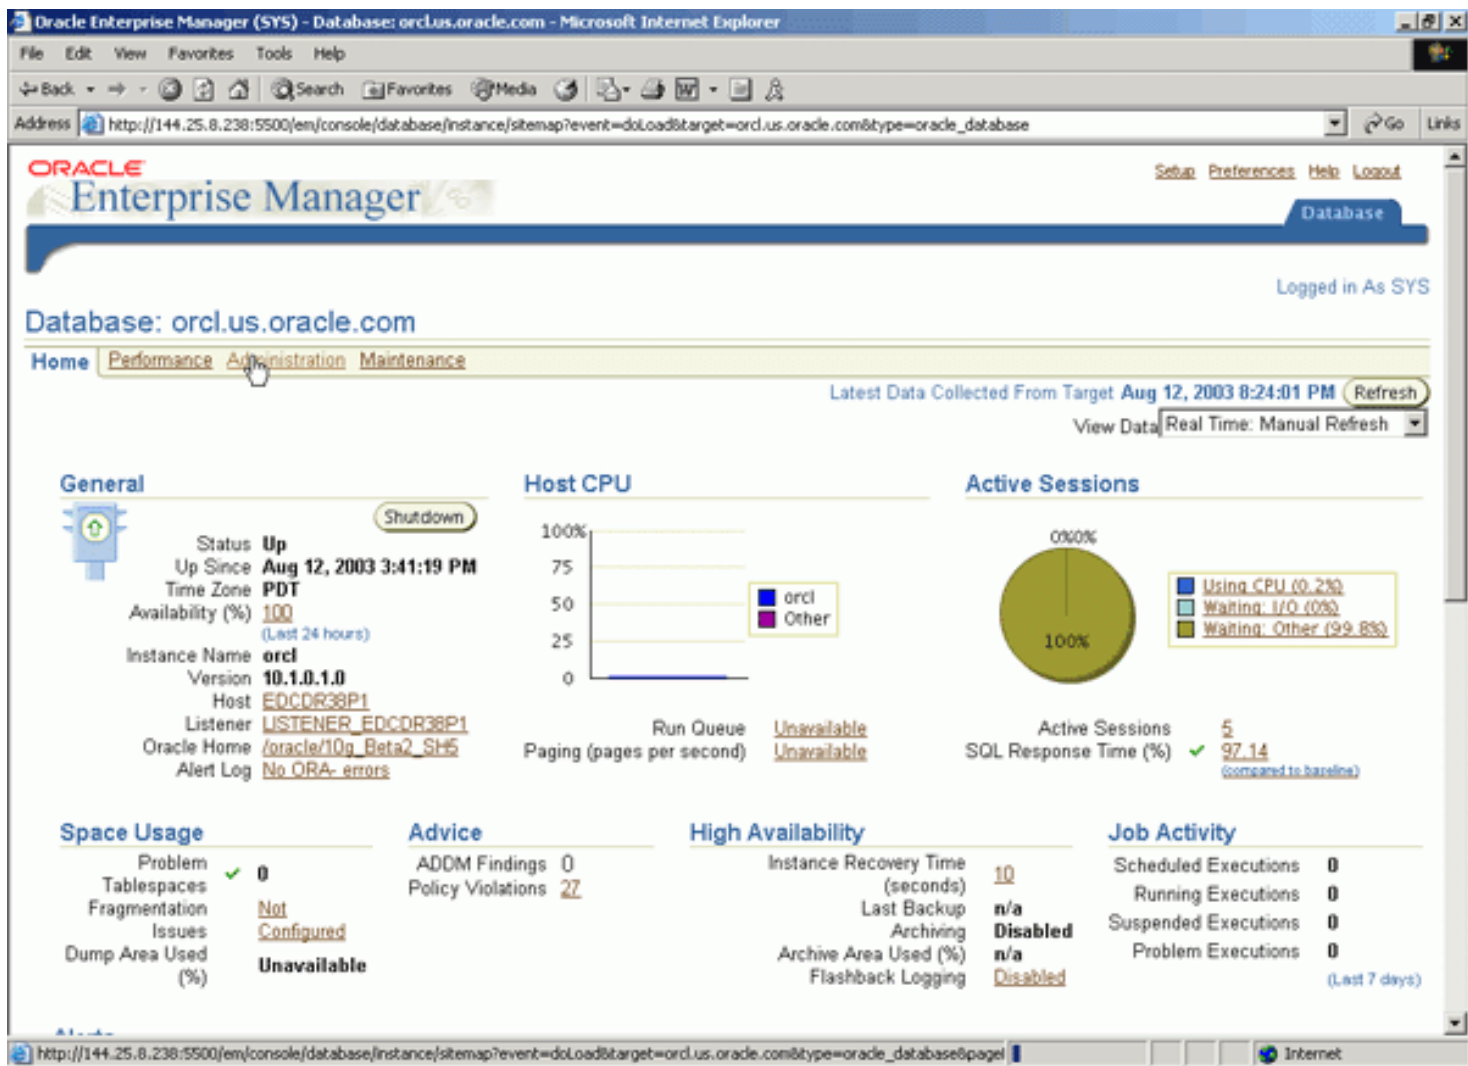 Oracle Enterprise Manager (SYS) - Database: orcl.us.oracle.com - Microsoft Internet Explorer
File Edit View Favorites Tools Help
Back Search Favorites Media
Address http://144.25.8.238:5500/em/console/database/instance/sitemap?event=doLoad&target=orcl.us.oracle.com&type=oracle_database Go Links
ORACLE
Enterprise Manager
Setup Preferences Help Logout
Database
Logged in As SYS
Database: orcl.us.oracle.com
Home Performance Administration Maintenance
Latest Data Collected From Target Aug 12, 2003 8:24:01 PM Refresh
View Data Real Time: Manual Refresh
General
Shutdown
Status Up
Up Since Aug 12, 2003 3:41:19 PM
Time Zone PDT
Availability (%) 100
(Last 24 hours)
Instance Name orcl
Version 10.1.0.1.0
Host EDCDR38P1
Listener LISTENER_EDCDR38P1
Oracle Home /oracle/10g_Beta2_SH6
Alert Log No ORA- errors
Host CPU
100%
75
50
25
0
orcl
Other
Run Queue Unavailable
Paging (pages per second) Unavailable
Active Sessions
0%0%
100%
Using CPU (0.2%)
Waiting: I/O (0%)
Waiting: Other (99.8%)
Active Sessions 5
SQL Response Time (%) 97.14
(compared to baseline)
Space Usage
Problem
Tablespaces 0
Fragmentation Not
Issues Configured
Dump Area Used
(%) Unavailable
Advice
ADDM Findings 0
Policy Violations 27
High Availability
Instance Recovery Time
(seconds) 10
Last Backup n/a
Archiving Disabled
Archive Area Used (%) n/a
Flashback Logging Disabled
Job Activity
Scheduled Executions 0
Running Executions 0
Suspended Executions 0
Problem Executions 0
(Last 7 days)
http://144.25.8.238:5500/em/console/database/instance/sitemap?event=doLoad&target=orcl.us.oracle.com&type=oracle_database&pagel Internet